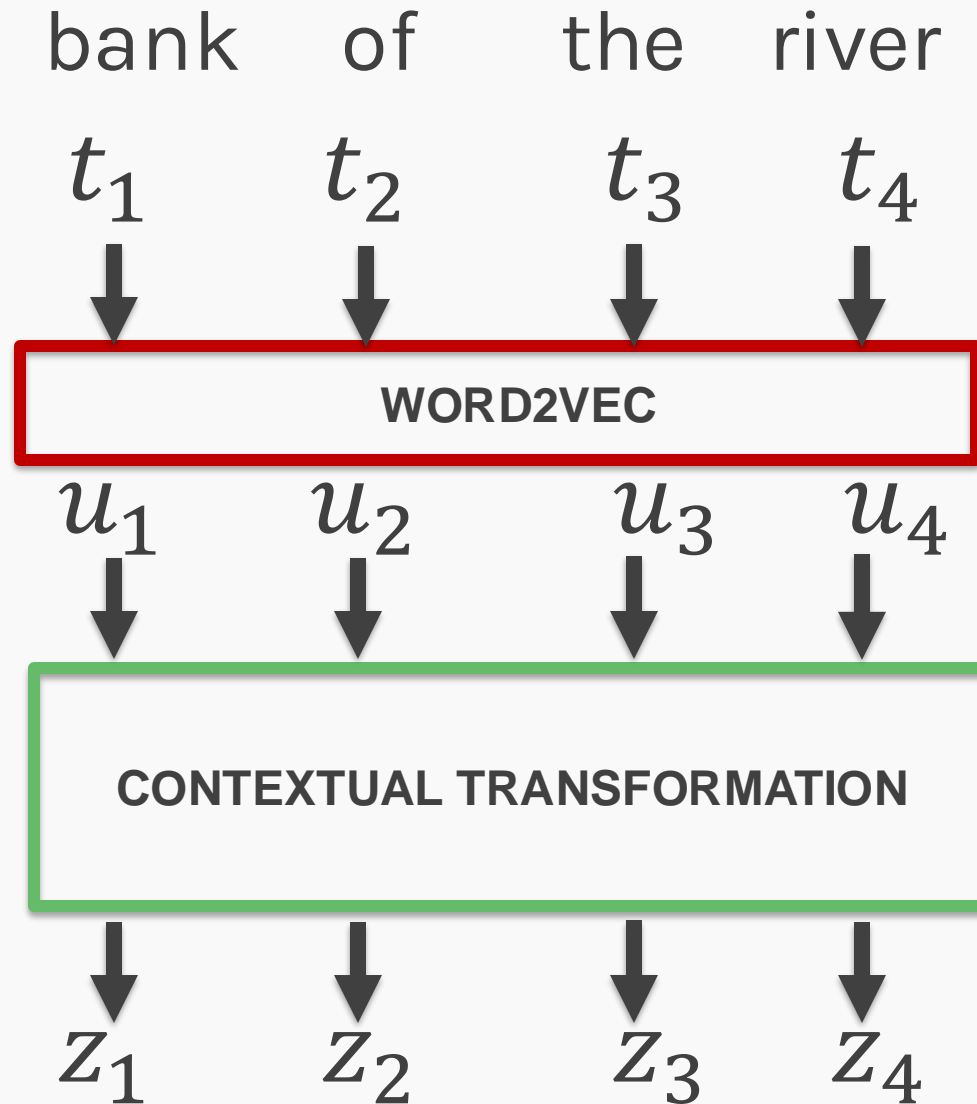 bank of the river
t₁ t₂ t₃ t₄
WORD2VEC
u₁ u₂ u₃ u₄
CONTEXTUAL TRANSFORMATION
z₁ z₂ z₃ z₄